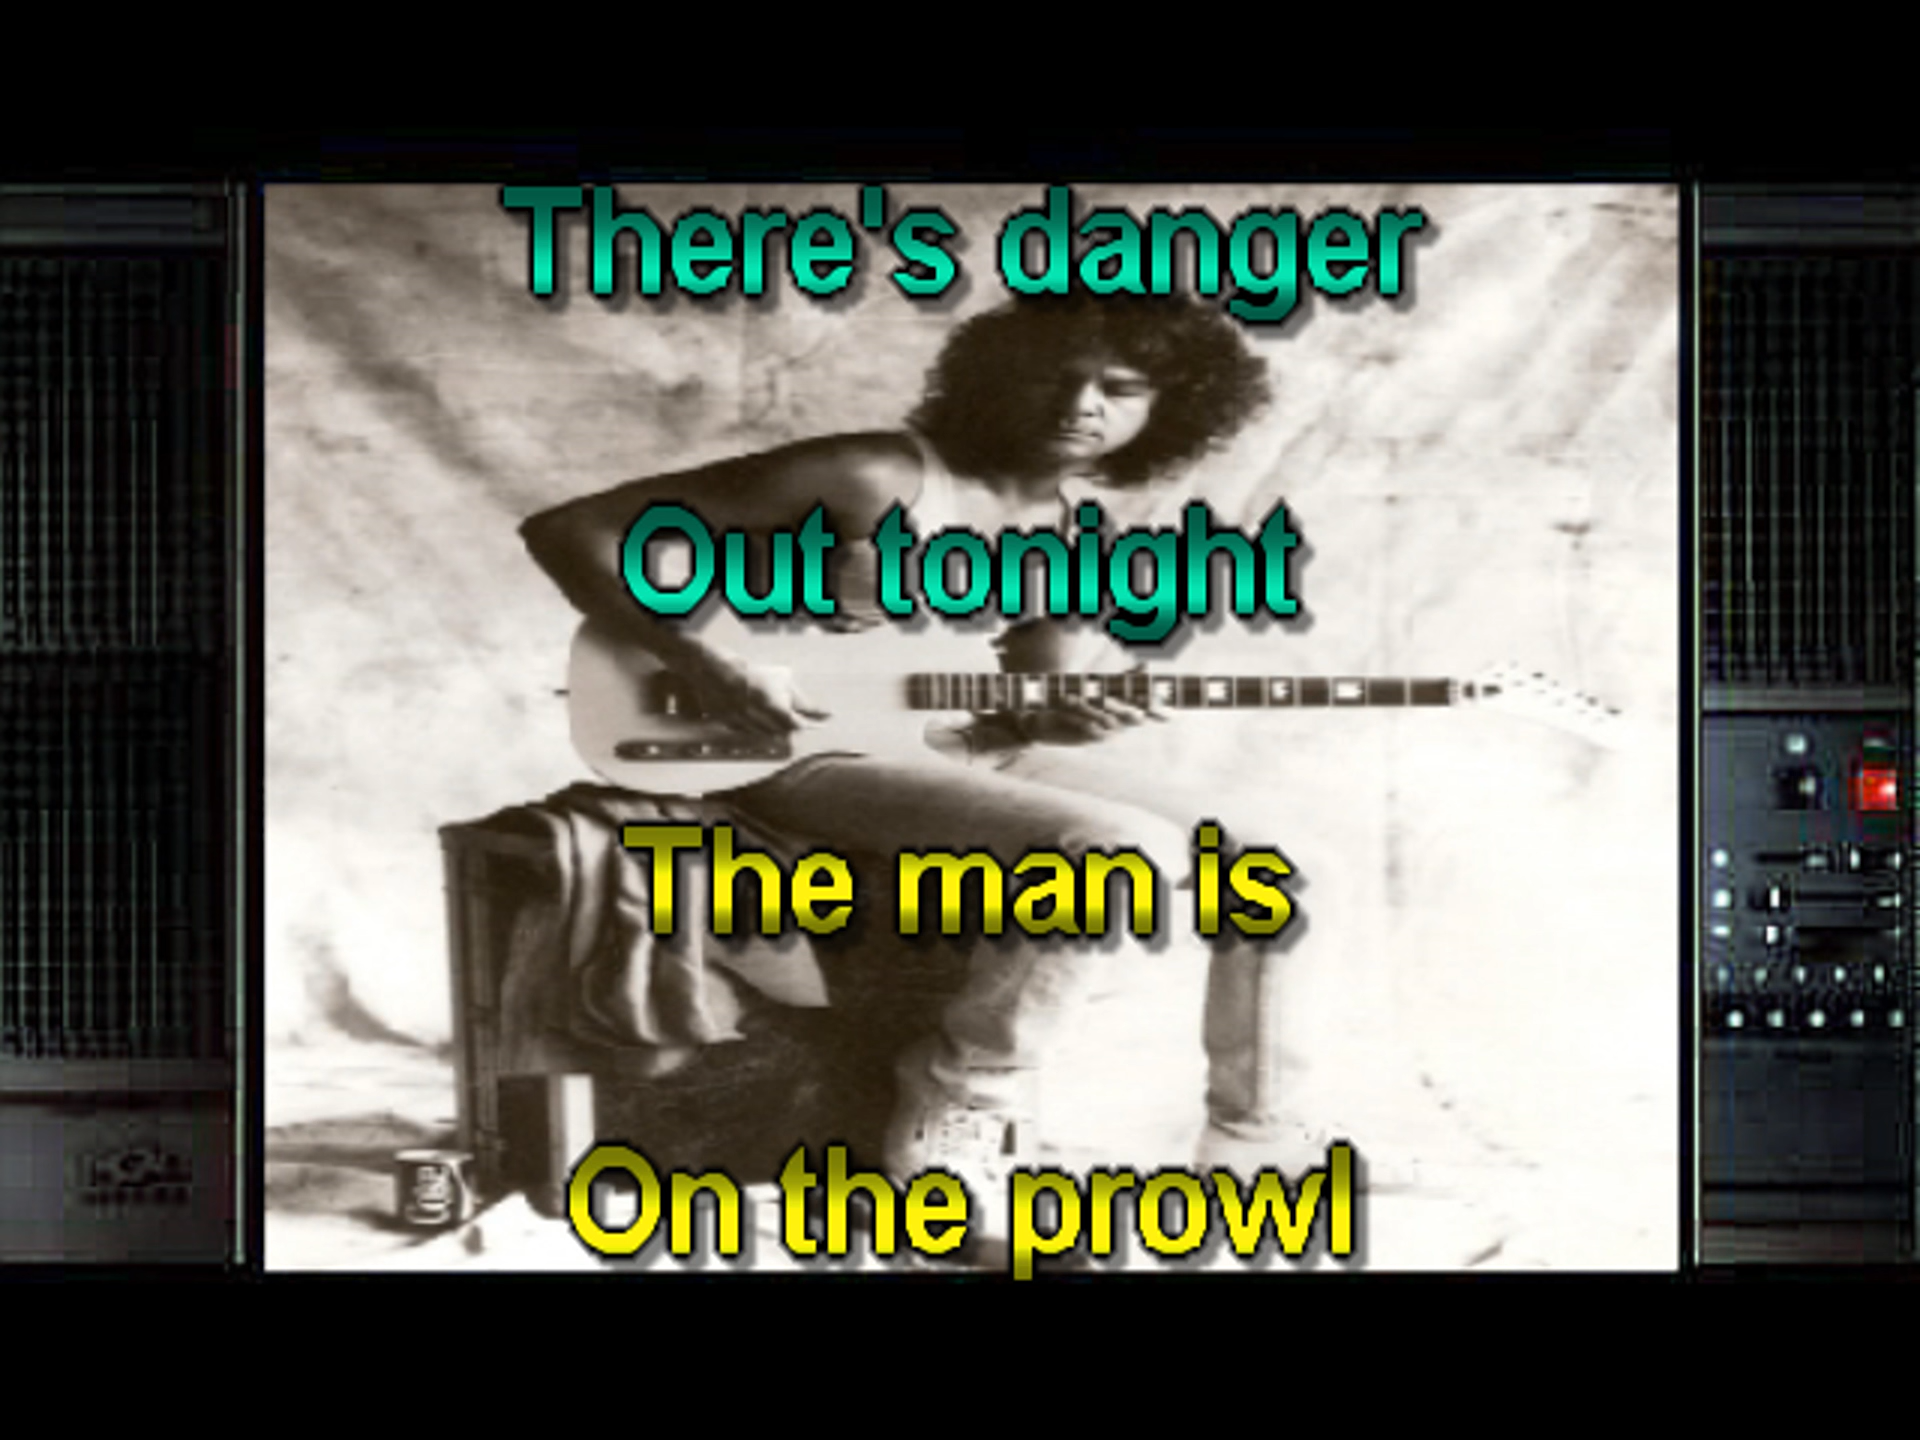 There's danger
Out tonight
The man is
On the prowl